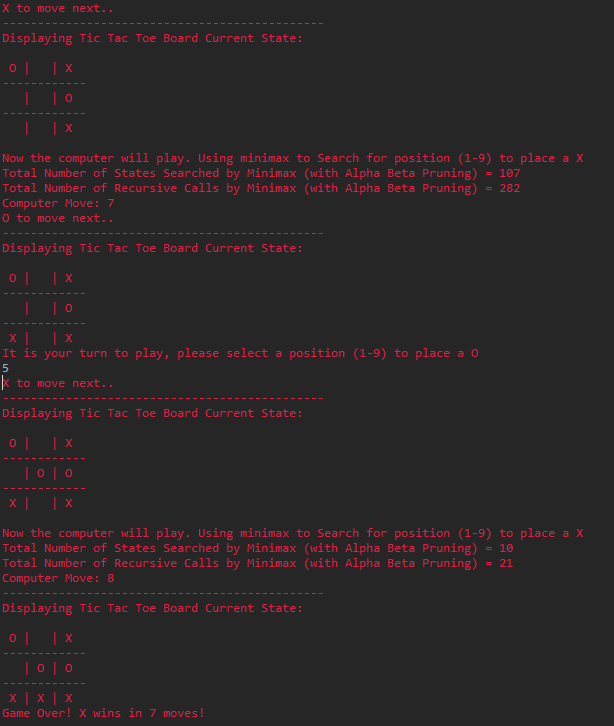 X to move next..
-------------------------------------------
Displaying Tic Tac Toe Board Current State:
 O |   | X
------------
   |   | O
------------
   |   | X
Now the computer will play. Using minimax to Search for position (1-9) to place a X
Total Number of States Searched by Minimax (with Alpha Beta Pruning) = 107
Total Number of Recursive Calls by Minimax (with Alpha Beta Pruning) = 282
Computer Move: 7
O to move next..
-------------------------------------------
Displaying Tic Tac Toe Board Current State:
 O |   | X
------------
   |   | O
------------
 X |   | X
It is your turn to play, please select a position (1-9) to place a O
5
X to move next..
-------------------------------------------
Displaying Tic Tac Toe Board Current State:
 O |   | X
------------
   | O | O
------------
 X |   | X
Now the computer will play. Using minimax to Search for position (1-9) to place a X
Total Number of States Searched by Minimax (with Alpha Beta Pruning) = 10
Total Number of Recursive Calls by Minimax (with Alpha Beta Pruning) = 21
Computer Move: 8
-------------------------------------------
Displaying Tic Tac Toe Board Current State:
 O |   | X
------------
   | O | O
------------
 X | X | X
Game Over! X wins in 7 moves!